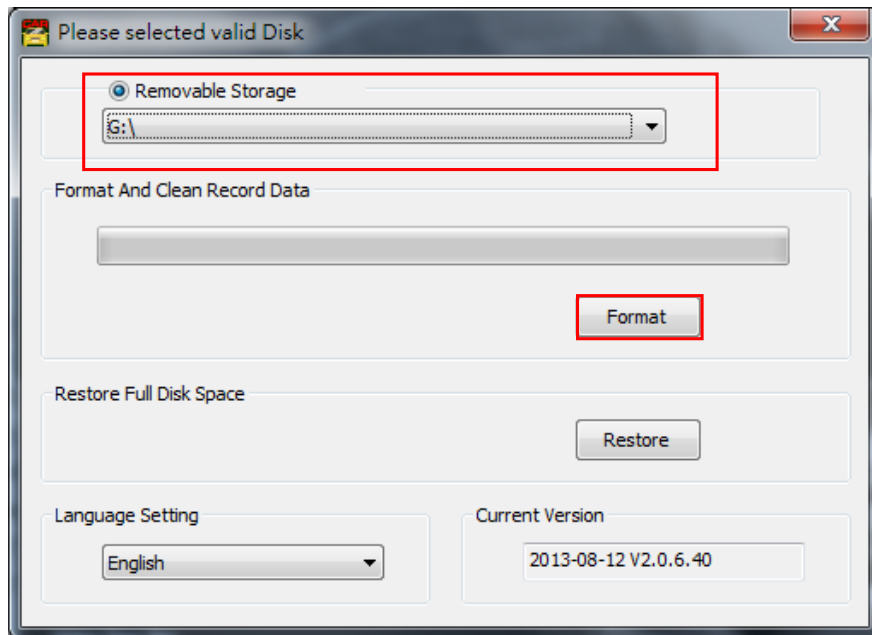 CAR
Please selected valid Disk
Removable Storage
G:\
Format And Clean Record Data
Format
Restore Full Disk Space
Restore
Language Setting
English
Current Version
2013-08-12 V2.0.6.40